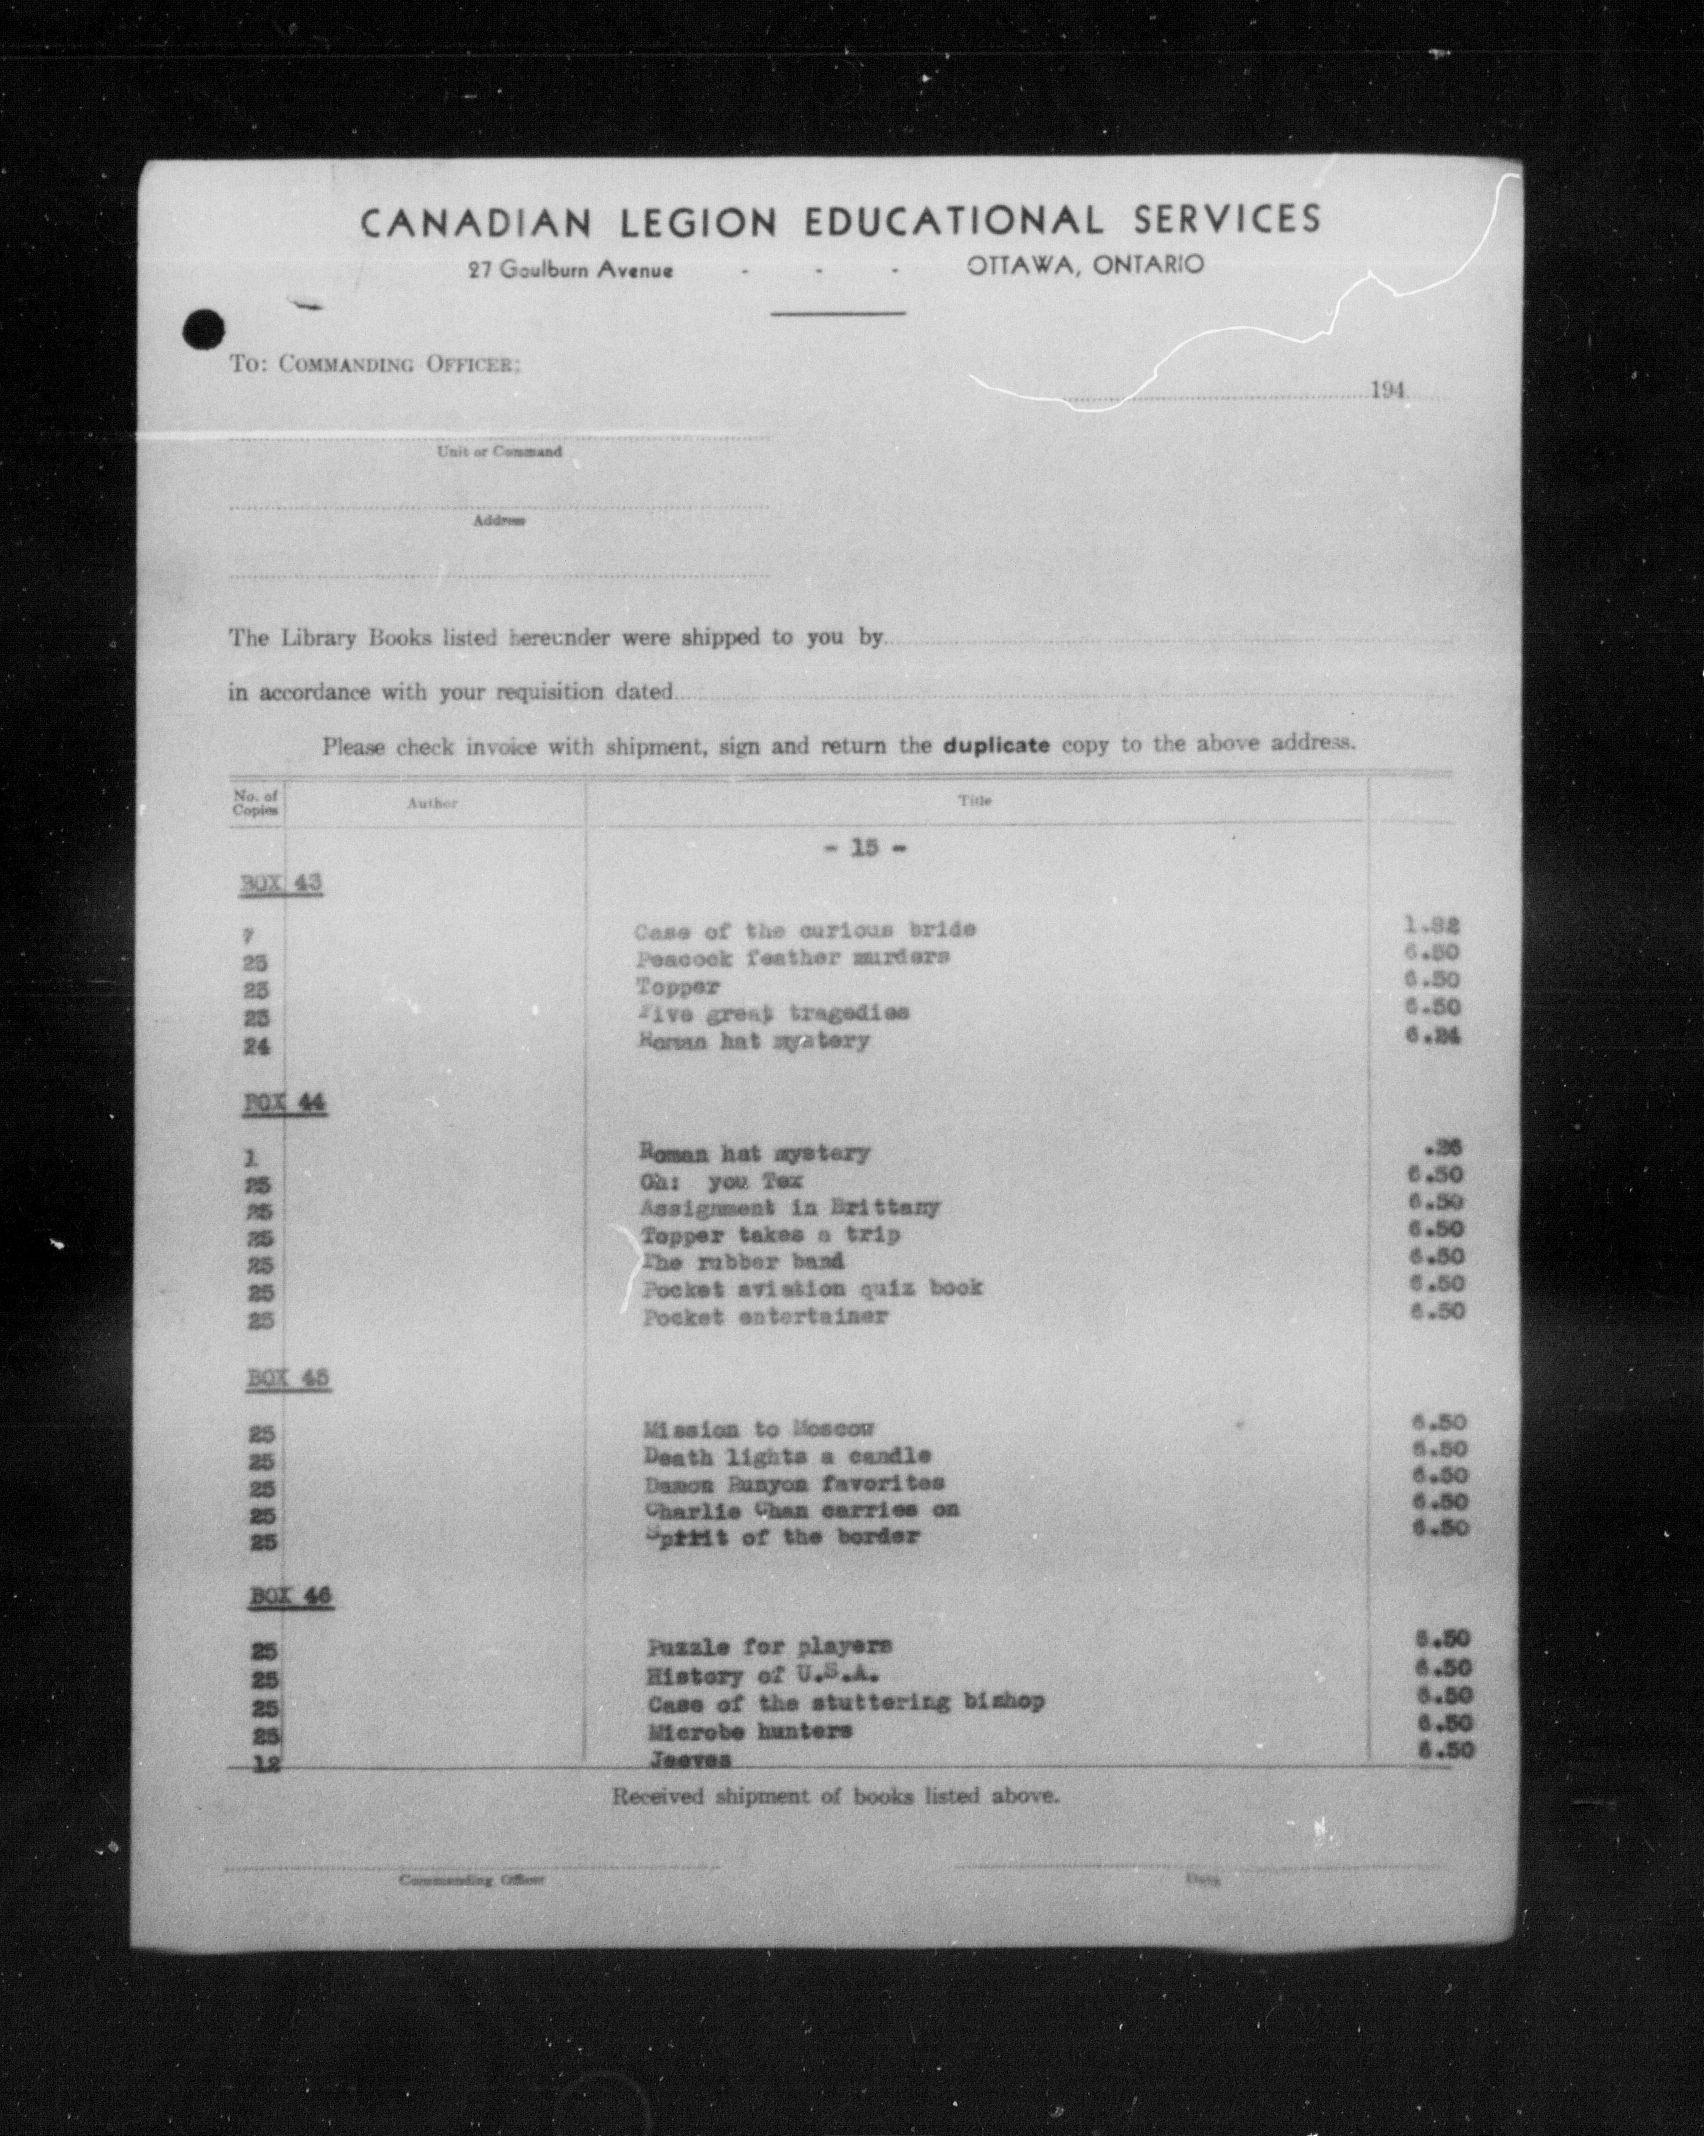 CANADIAN LEGION EDUCATIONAL SERVICES
27 Goulburn Avenue - - - OTTAWA, ONTARIO
To: COMMANDING OFFICER:
194
Unit or Command
Address
The Library Books listed hereunder were shipped to you by
in accordance with your requisition dated
Please check invoice with shipment, sign and return the duplicate copy to the above address.
No. of Copies Author Title
- 15 -
BOX 43
7 Case of the curious bride 1.82
25 Peacock feather murders 6.50
25 Topper 6.50
25 Five great tragedies 6.50
24 Roman hat mystery 6.24
BOX 44
1 Roman hat mystery .26
25 Oh: you Tex 6.50
25 Assignment in Brittany 6.50
25 Topper takes a trip 6.50
25 The rubber band 6.50
25 Pocket aviation quiz book 6.50
25 Pocket entertainer 6.50
BOX 45
25 Mission to Moscow 6.50
25 Death lights a candle 6.50
25 Damon Runyon favorites 6.50
25 Charlie Chan carries on 6.50
25 Spirit of the border 6.50
BOX 46
25 Puzzle for players 6.50
25 History of U.S.A. 6.50
25 Case of the stuttering bishop 6.50
25 Microbe hunters 6.50
12 Jeeves 6.50
Received shipment of books listed above.
Commanding Officer Date